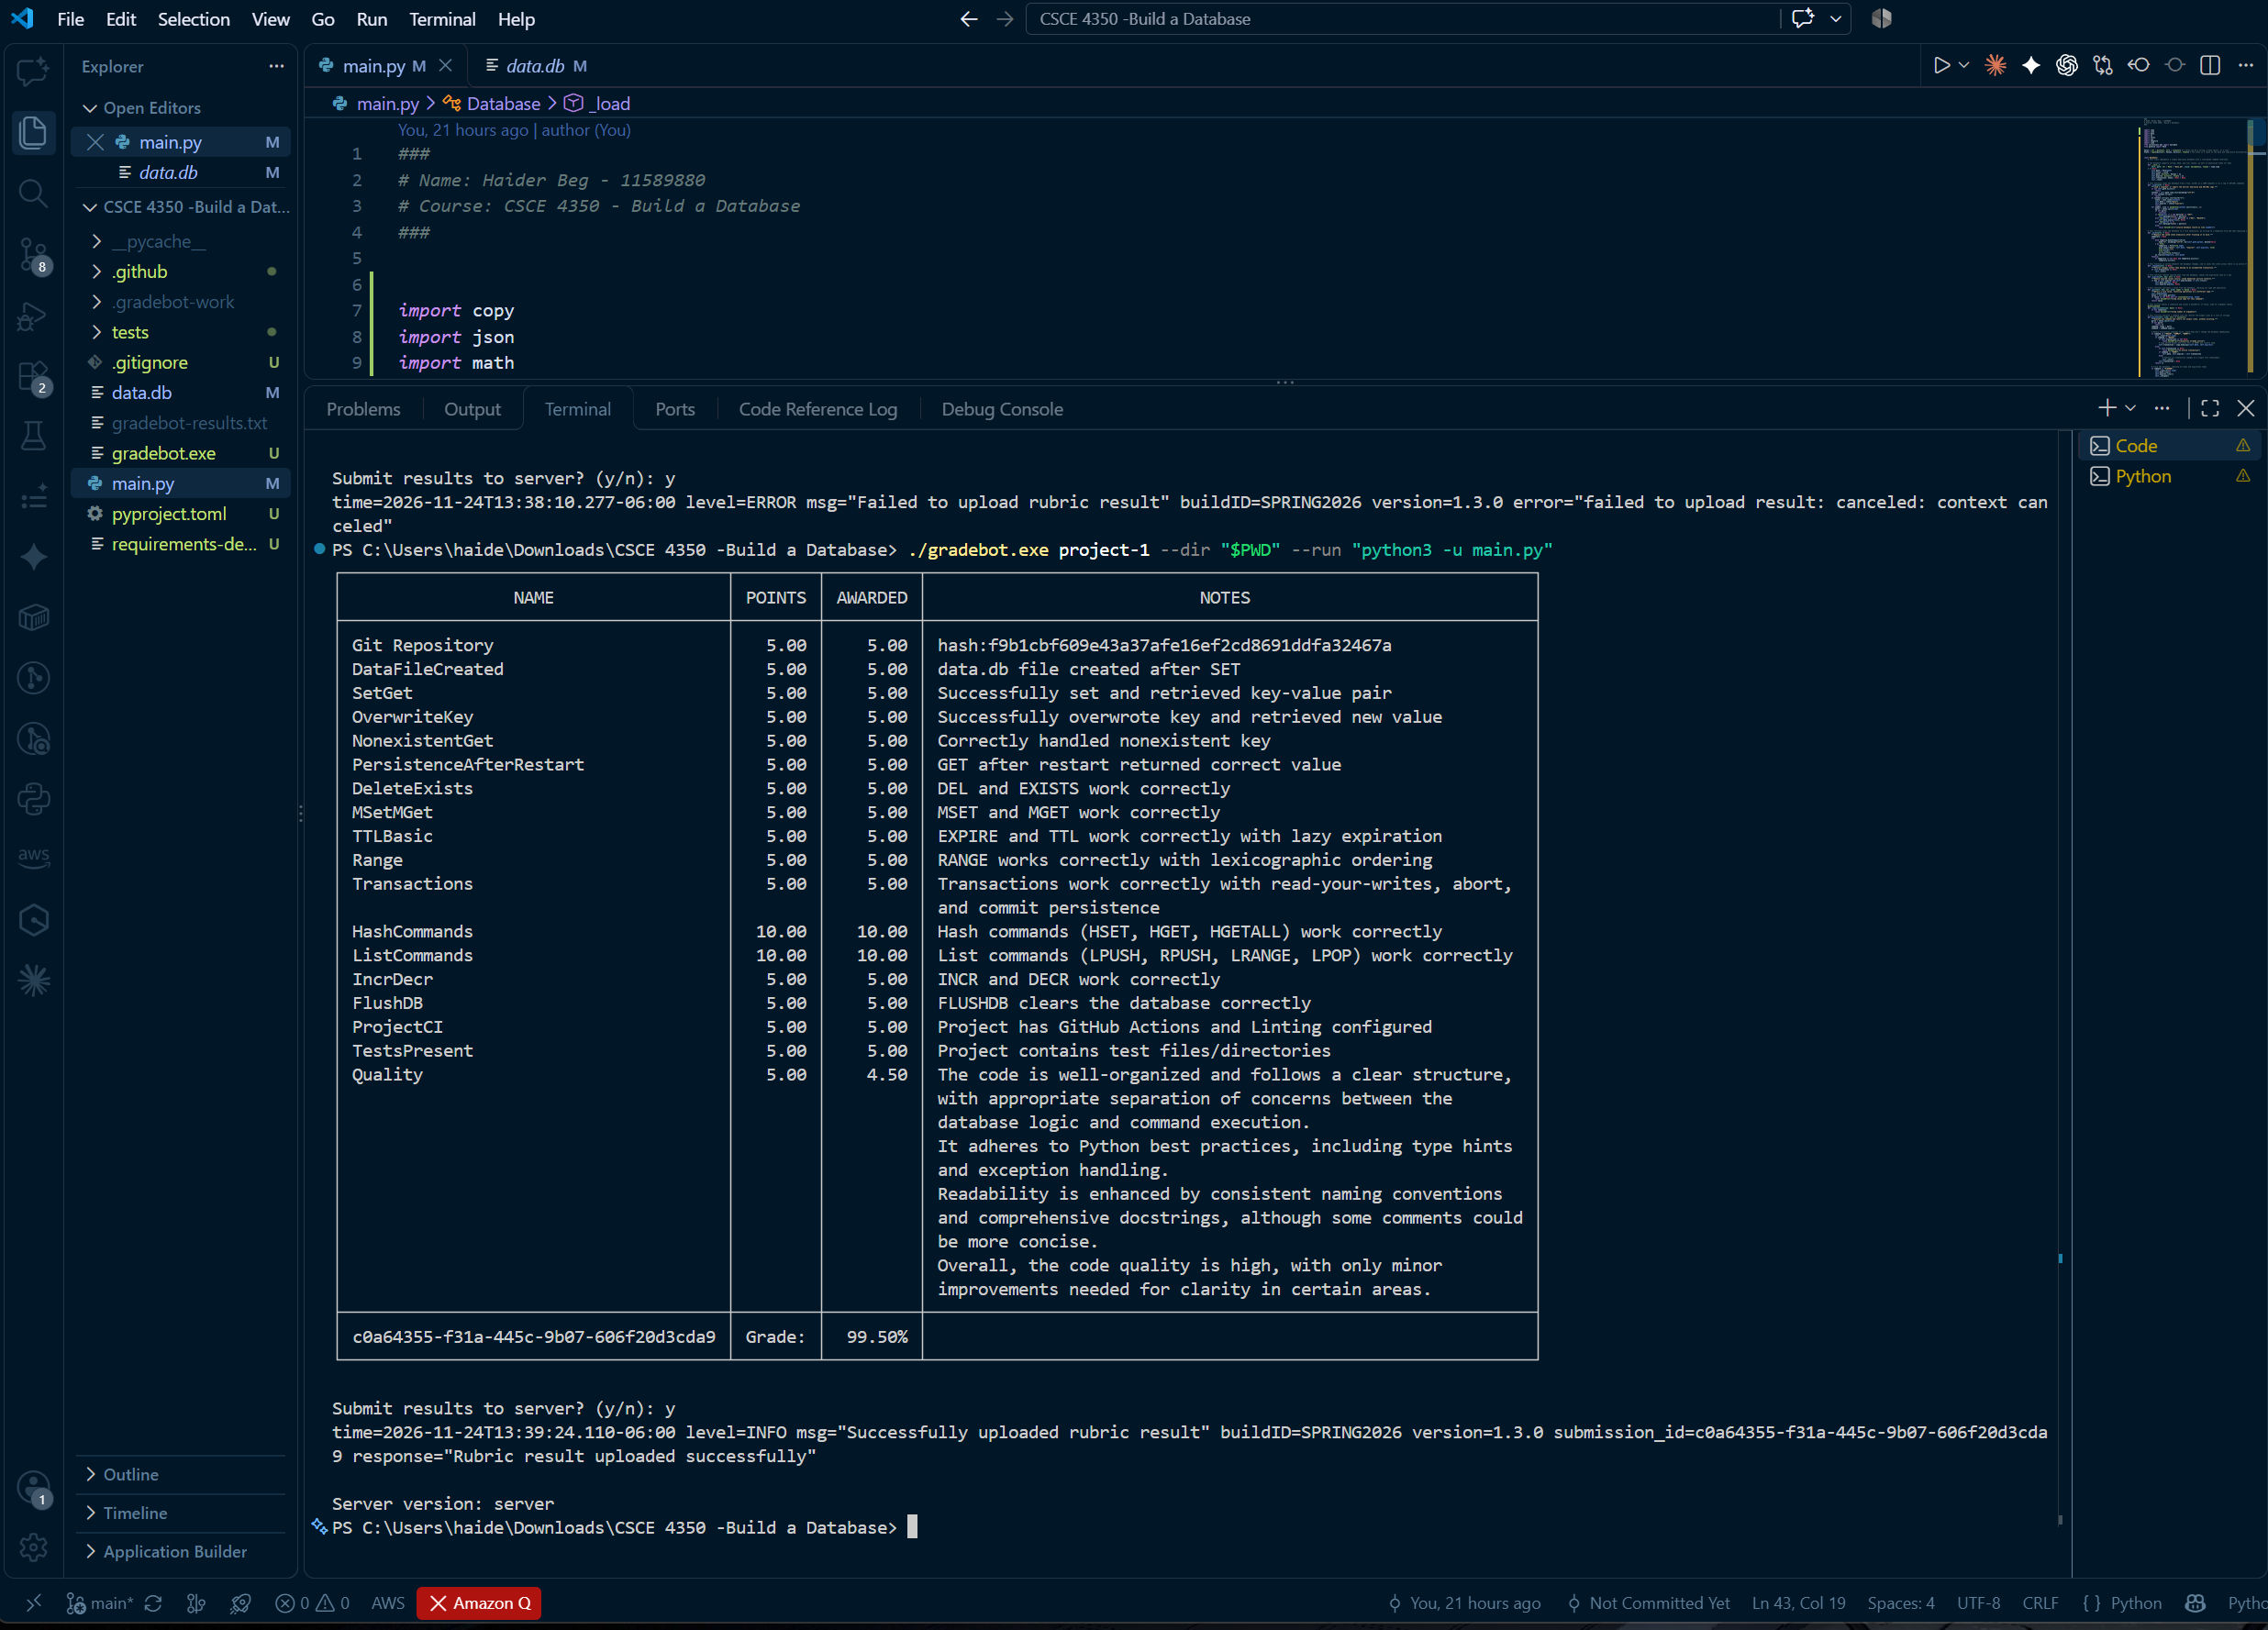 File Edit Selection View Go Run Terminal Help
CSCE 4350 -Build a Database
Explorer
Open Editors
main.py M
data.db M
CSCE 4350 -Build a Dat...
__pycache__
.github
.gradebot-work
tests
.gitignore U
data.db M
gradebot-results.txt
gradebot.exe U
main.py M
pyproject.toml U
requirements-de... U
Outline
Timeline
Application Builder
8
2
aws
1
main.py M
data.db M
main.py > Database > _load
You, 21 hours ago | author (You)
1 ###
2 # Name: Haider Beg - 11589880
3 # Course: CSCE 4350 - Build a Database
4 ###
5
6
7 import copy
8 import json
9 import math
Problems Output Terminal Ports Code Reference Log Debug Console
Code
Python
Submit results to server? (y/n): y
time=2026-11-24T13:38:10.277-06:00 level=ERROR msg="Failed to upload rubric result" buildID=SPRING2026 version=1.3.0 error="failed to upload result: canceled: context can
celed"
PS C:\Users\haide\Downloads\CSCE 4350 -Build a Database> ./gradebot.exe project-1 --dir "$PWD" --run "python3 -u main.py"
NAME POINTS AWARDED NOTES
Git Repository 5.00 5.00 hash:f9b1cbf609e43a37afe16ef2cd8691ddfa32467a
DataFileCreated 5.00 5.00 data.db file created after SET
SetGet 5.00 5.00 Successfully set and retrieved key-value pair
OverwriteKey 5.00 5.00 Successfully overwrote key and retrieved new value
NonexistentGet 5.00 5.00 Correctly handled nonexistent key
PersistenceAfterRestart 5.00 5.00 GET after restart returned correct value
DeleteExists 5.00 5.00 DEL and EXISTS work correctly
MSetMGet 5.00 5.00 MSET and MGET work correctly
TTLBasic 5.00 5.00 EXPIRE and TTL work correctly with lazy expiration
Range 5.00 5.00 RANGE works correctly with lexicographic ordering
Transactions 5.00 5.00 Transactions work correctly with read-your-writes, abort,
and commit persistence
HashCommands 10.00 10.00 Hash commands (HSET, HGET, HGETALL) work correctly
ListCommands 10.00 10.00 List commands (LPUSH, RPUSH, LRANGE, LPOP) work correctly
IncrDecr 5.00 5.00 INCR and DECR work correctly
FlushDB 5.00 5.00 FLUSHDB clears the database correctly
ProjectCI 5.00 5.00 Project has GitHub Actions and Linting configured
TestsPresent 5.00 5.00 Project contains test files/directories
Quality 5.00 4.50 The code is well-organized and follows a clear structure,
with appropriate separation of concerns between the
database logic and command execution.
It adheres to Python best practices, including type hints
and exception handling.
Readability is enhanced by consistent naming conventions
and comprehensive docstrings, although some comments could
be more concise.
Overall, the code quality is high, with only minor
improvements needed for clarity in certain areas.
c0a64355-f31a-445c-9b07-606f20d3cda9 Grade: 99.50%
Submit results to server? (y/n): y
time=2026-11-24T13:39:24.110-06:00 level=INFO msg="Successfully uploaded rubric result" buildID=SPRING2026 version=1.3.0 submission_id=c0a64355-f31a-445c-9b07-606f20d3cda
9 response="Rubric result uploaded successfully"
Server version: server
PS C:\Users\haide\Downloads\CSCE 4350 -Build a Database>
main* 0 0 AWS Amazon Q You, 21 hours ago Not Committed Yet Ln 43, Col 19 Spaces: 4 UTF-8 CRLF { } Python Pytho